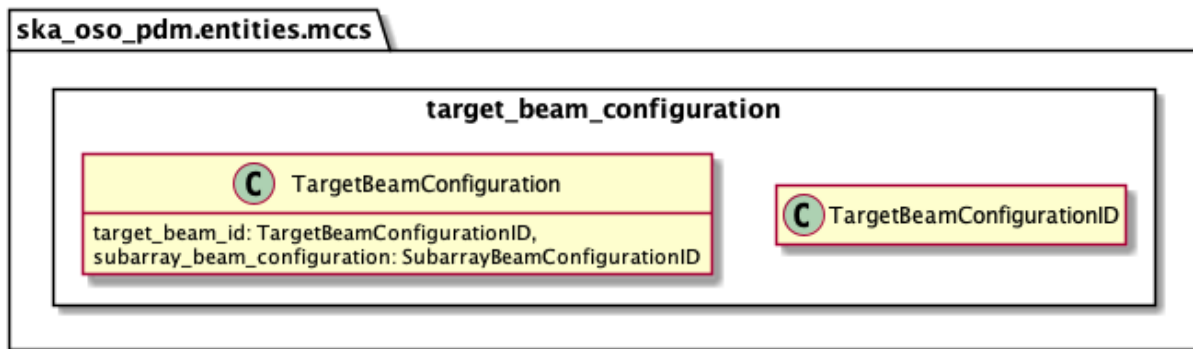 ska_oso_pdm.entities.mccs
target_beam_configuration
C TargetBeamConfiguration
target_beam_id: TargetBeamConfigurationID,
subarray_beam_configuration: SubarrayBeamConfigurationID
C TargetBeamConfigurationID